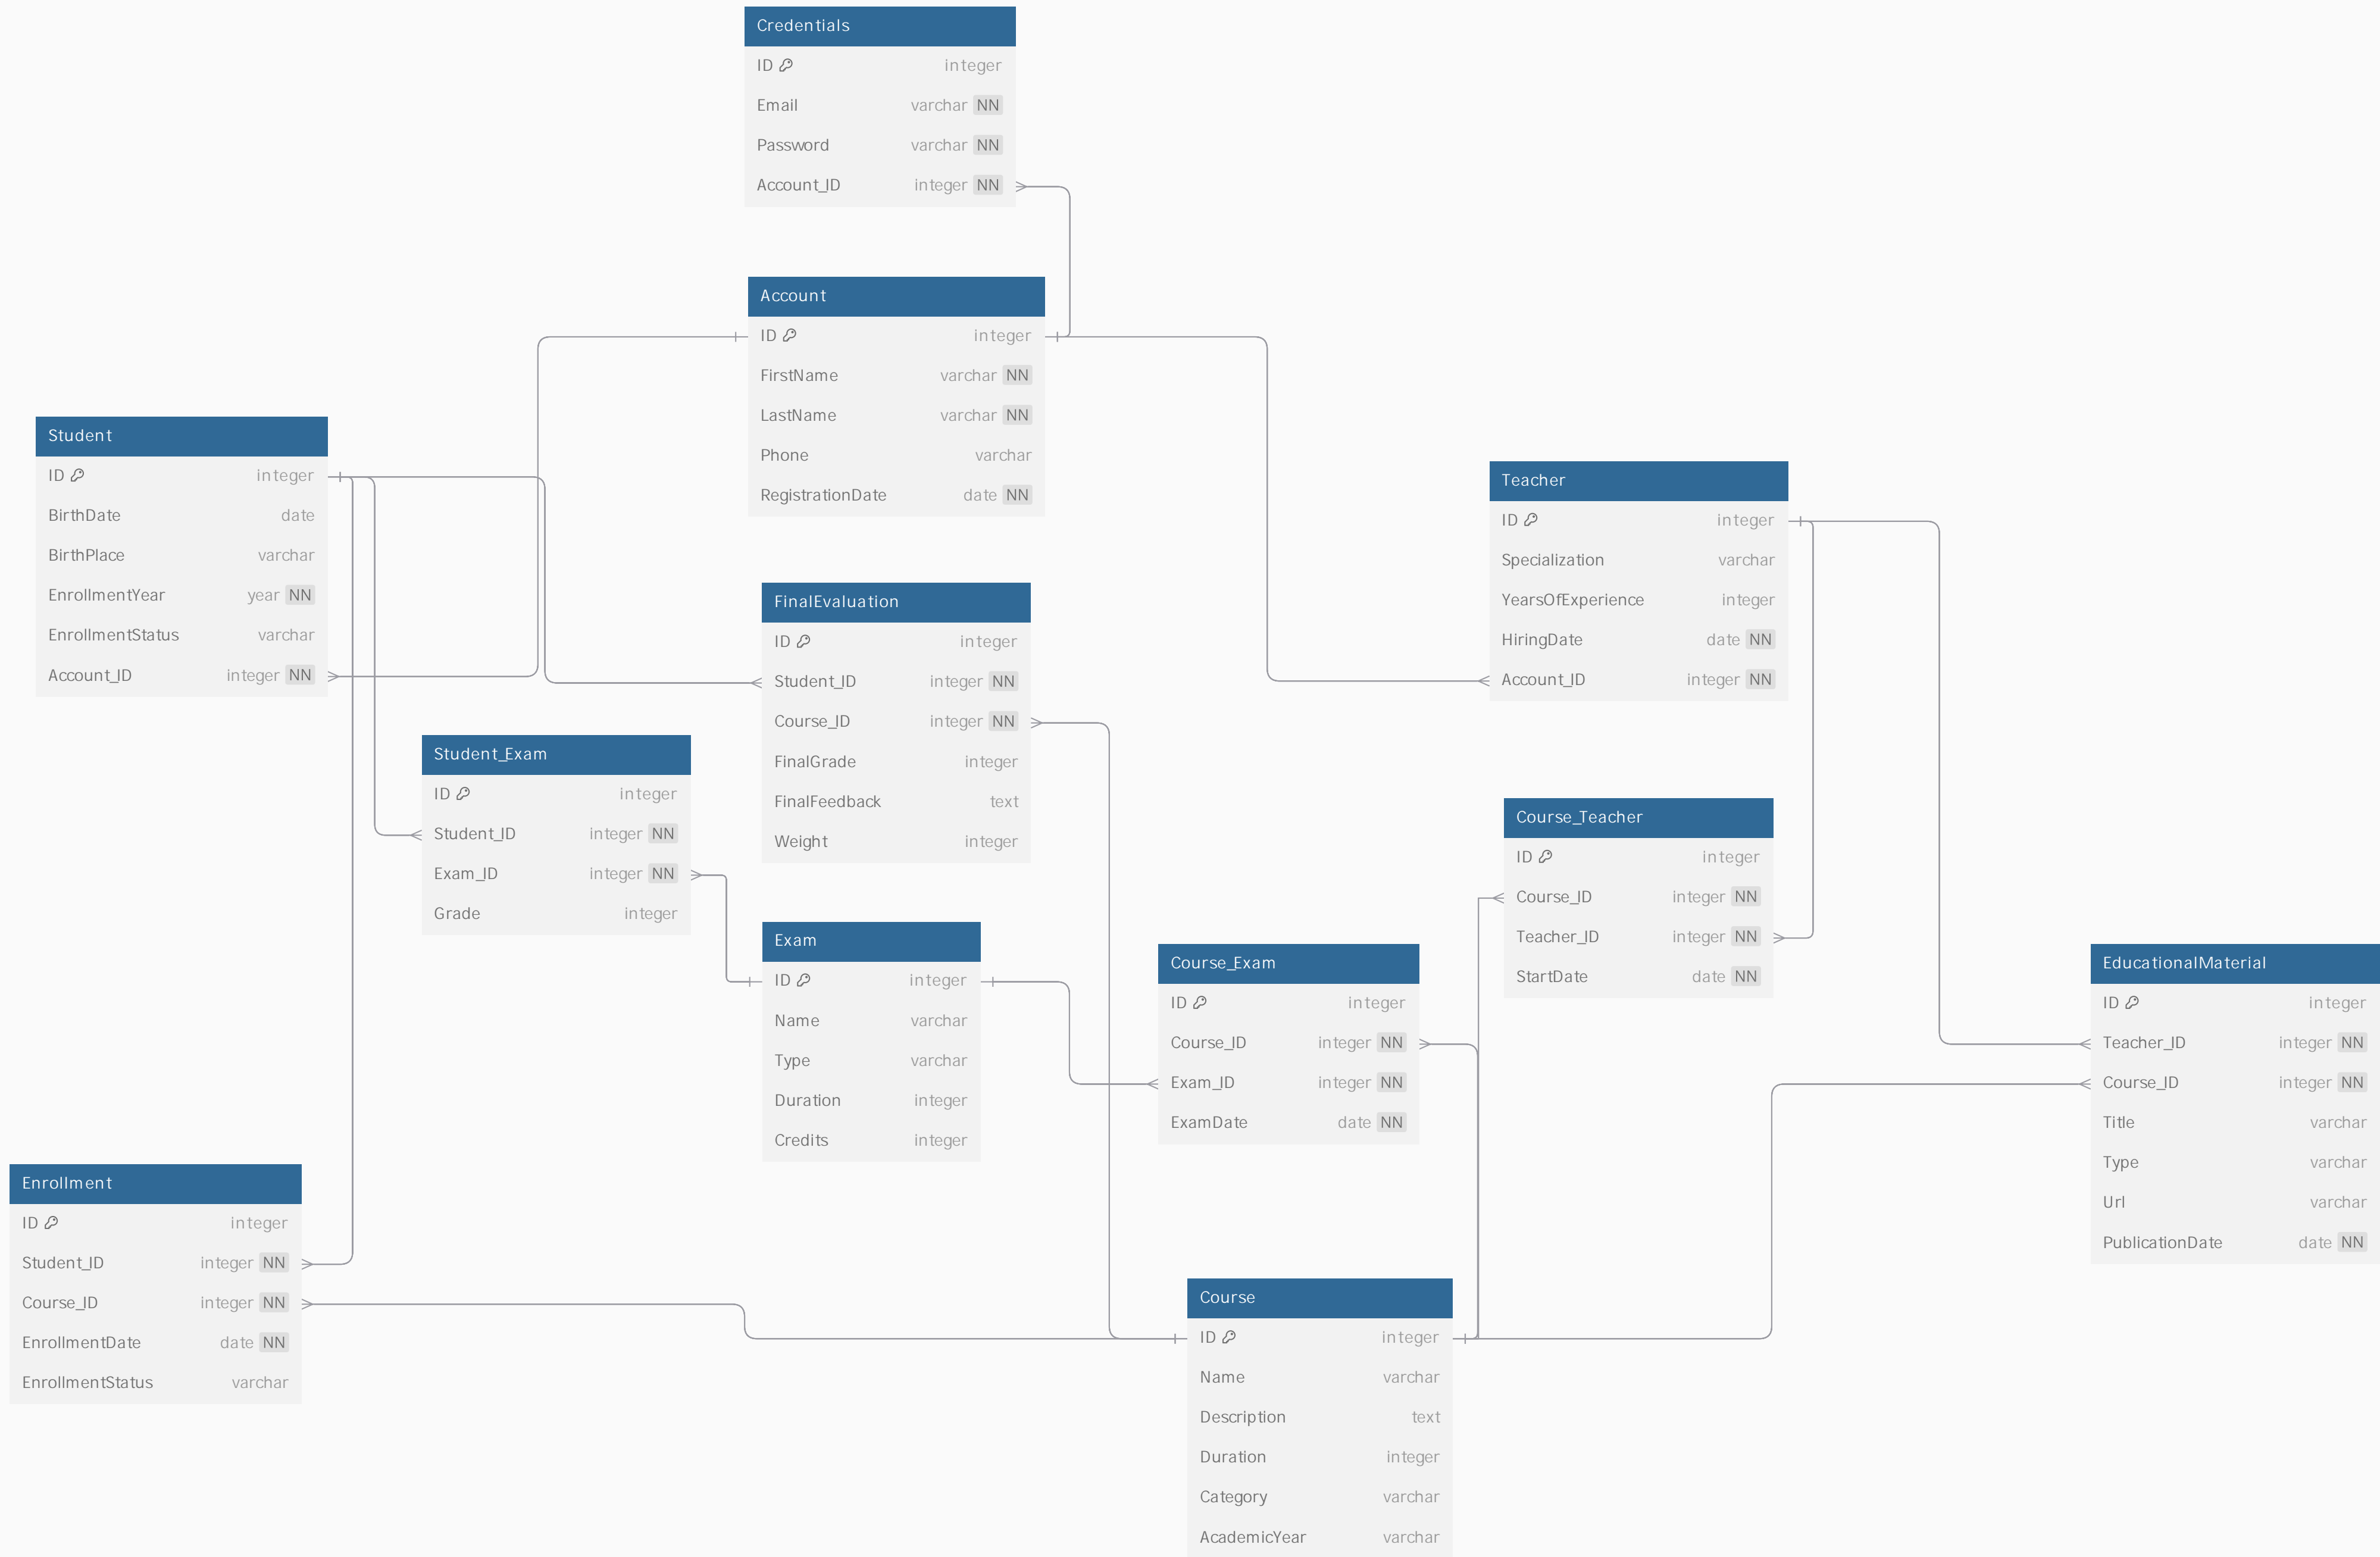 Credentials
ID integer
Email varchar NN
Password varchar NN
Account_ID integer NN
Account
ID integer
FirstName varchar NN
LastName varchar NN
Phone varchar
RegistrationDate date NN
Student
ID integer
BirthDate date
BirthPlace varchar
EnrollmentYear year NN
EnrollmentStatus varchar
Account_ID integer NN
Teacher
ID integer
Specialization varchar
YearsOfExperience integer
HiringDate date NN
Account_ID integer NN
FinalEvaluation
ID integer
Student_ID integer NN
Course_ID integer NN
FinalGrade integer
FinalFeedback text
Weight integer
Student_Exam
ID integer
Student_ID integer NN
Exam_ID integer NN
Grade integer
Course_Teacher
ID integer
Course_ID integer NN
Teacher_ID integer NN
StartDate date NN
Exam
ID integer
Name varchar
Type varchar
Duration integer
Credits integer
Course_Exam
ID integer
Course_ID integer NN
Exam_ID integer NN
ExamDate date NN
EducationalMaterial
ID integer
Teacher_ID integer NN
Course_ID integer NN
Title varchar
Type varchar
Url varchar
PublicationDate date NN
Enrollment
ID integer
Student_ID integer NN
Course_ID integer NN
EnrollmentDate date NN
EnrollmentStatus varchar
Course
ID integer
Name varchar
Description text
Duration integer
Category varchar
AcademicYear varchar